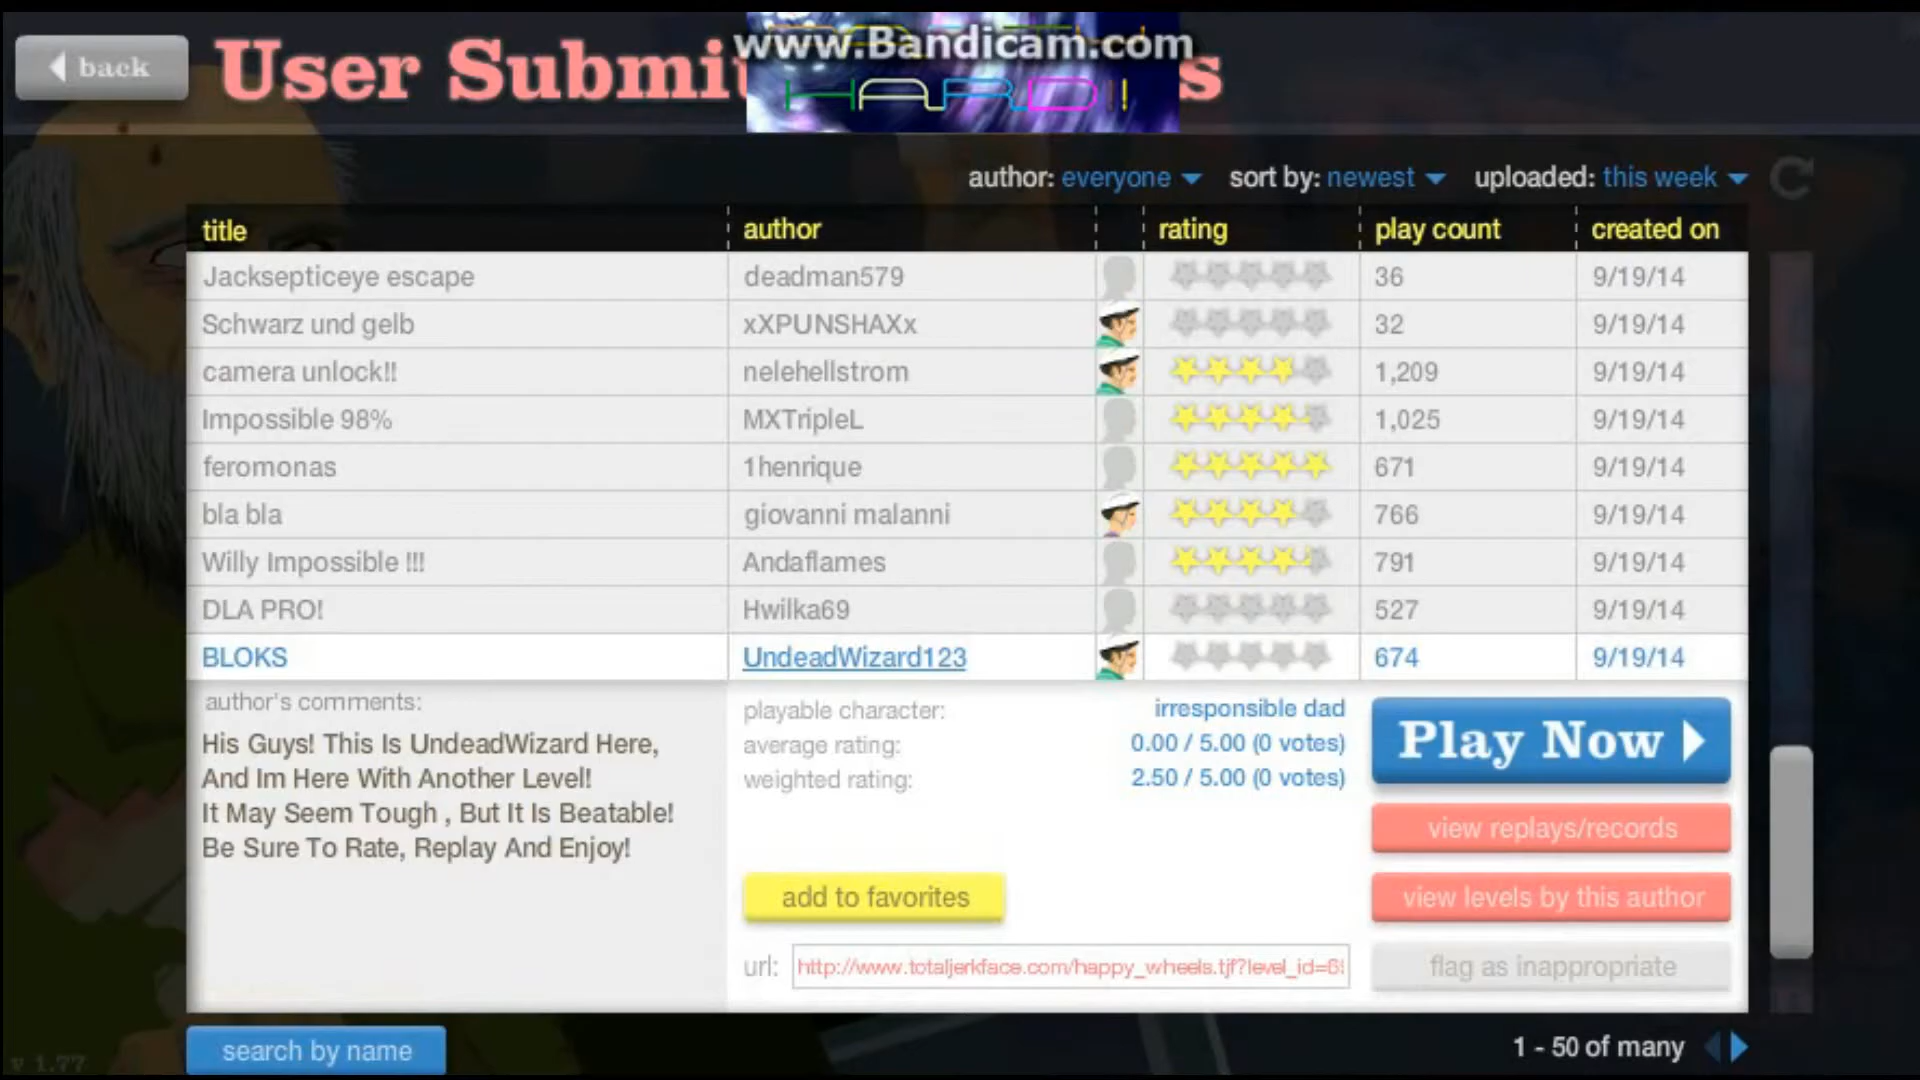 back
User Submi
s
www.Bandicam.com
HARD!!
author: everyone sort by: newest uploaded: this week
title author rating play count created on
Jacksepticeye escape deadman579 36 9/19/14
Schwarz und gelb xXPUNSHAXx 32 9/19/14
camera unlock!! nelehellstrom 1,209 9/19/14
Impossible 98% MXTripleL 1,025 9/19/14
feromonas 1henrique 671 9/19/14
bla bla giovanni malanni 766 9/19/14
Willy Impossible !!! Andaflames 791 9/19/14
DLA PRO! Hwilka69 527 9/19/14
BLOKS UndeadWizard123 674 9/19/14
author's comments:
His Guys! This Is UndeadWizard Here,
And Im Here With Another Level!
It May Seem Tough , But It Is Beatable!
Be Sure To Rate, Replay And Enjoy!
playable character: irresponsible dad
average rating: 0.00 / 5.00 (0 votes)
weighted rating: 2.50 / 5.00 (0 votes)
add to favorites
url: http://www.totaljerkface.com/happy_wheels.tjf?level_id=6
Play Now
view replays/records
view levels by this author
flag as inappropriate
search by name
1 - 50 of many
v 1.77